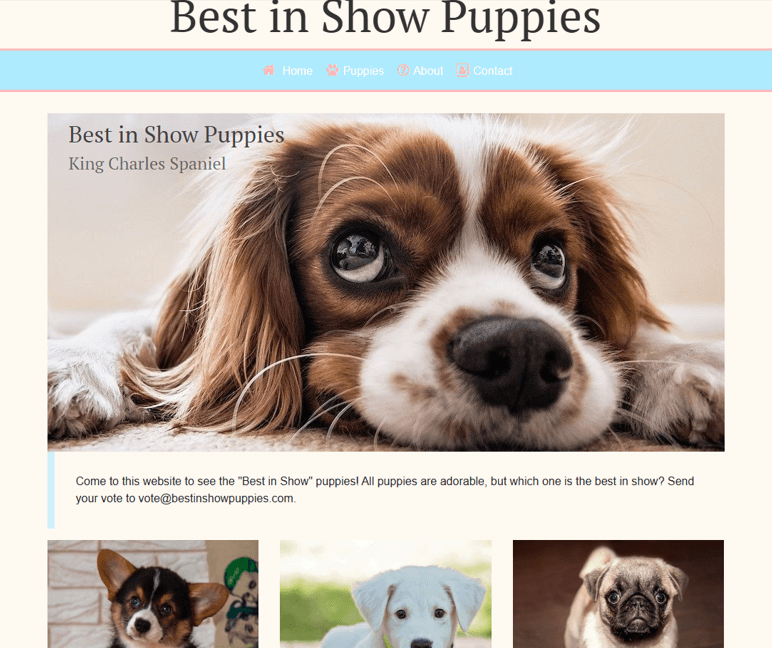 Best in Show Puppies
Home Puppies About Contact
Best in Show Puppies
King Charles Spaniel
Come to this website to see the "Best in Show" puppies! All puppies are adorable, but which one is the best in show? Send
your vote to vote@bestinshowpuppies.com.